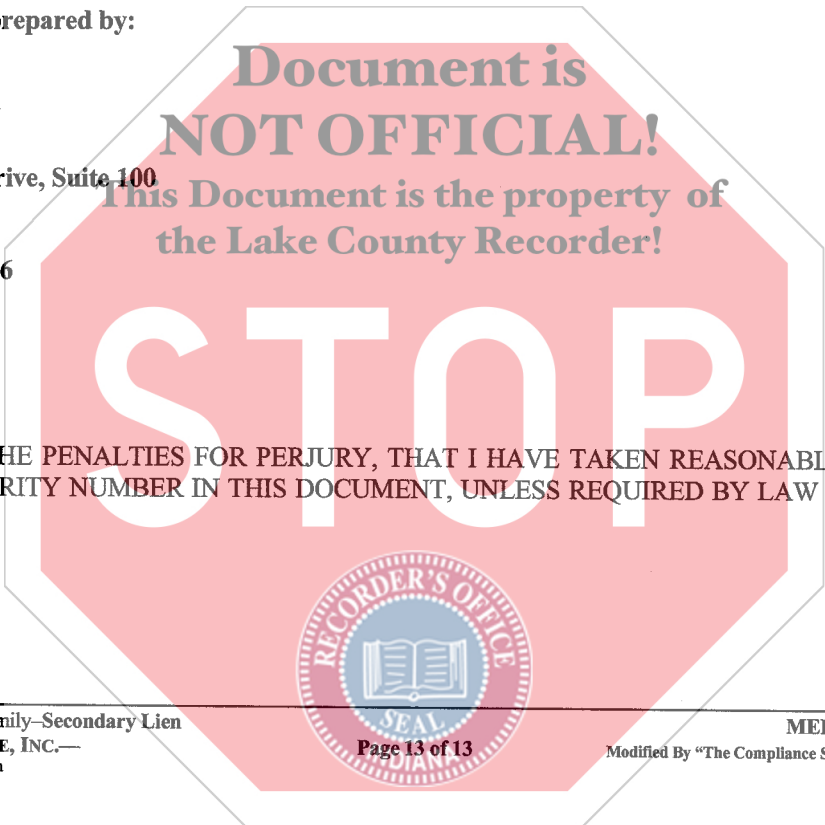 repared by:
Document is
NOT OFFICIAL!
rive, Suite 100
This Document is the property of
the Lake County Recorder!
6
STOP
HE PENALTIES FOR PERJURY, THAT I HAVE TAKEN REASONABL
RITY NUMBER IN THIS DOCUMENT, UNLESS REQUIRED BY LAW
RECORDER'S OFFICE
SEAL
INDIANA
nily–Secondary Lien
E, INC.—
Page 13 of 13
Modified By “The Compliance S